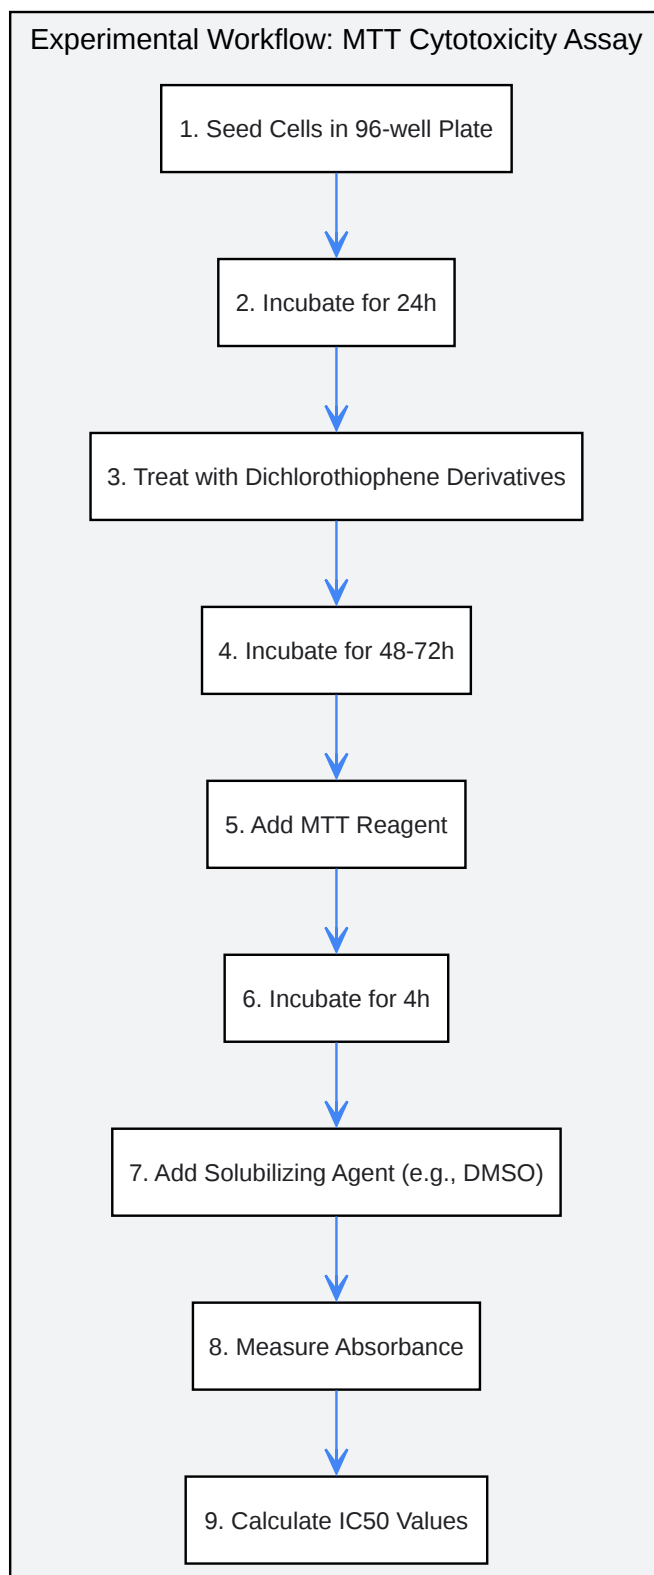 Experimental Workflow: MTT Cytotoxicity Assay
1. Seed Cells in 96-well Plate
2. Incubate for 24h
3. Treat with Dichlorothiophene Derivatives
4. Incubate for 48-72h
5. Add MTT Reagent
6. Incubate for 4h
7. Add Solubilizing Agent (e.g., DMSO)
8. Measure Absorbance
9. Calculate IC50 Values